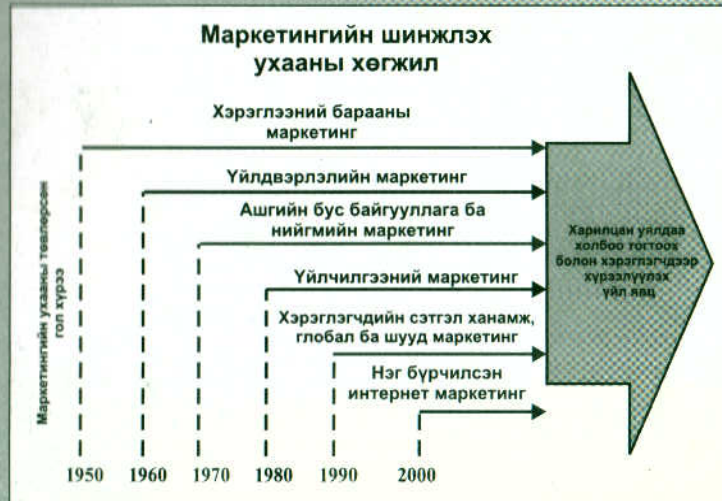 Маркетингийн шинжлэх
ухааны хөгжил
Хэрэглээний барааны
маркетинг
Үйлдвэрлэлийн маркетинг
Ашгийн бус байгууллага ба
нийгмийн маркетинг
Үйлчилгээний маркетинг
Хэрэглэгчдийн сэтгэл ханамж,
глобал ба шууд маркетинг
Нэг бүрчилсэн
интернет маркетинг
Харилцан уялдаа
холбоо тогтоох
болон хэрэглэгчдээр
хүрээлүүлэх
үйл явц
Маркетингийн ухааны төвлөрсөн
гол хүрээ
1950 1960 1970 1980 1990 2000